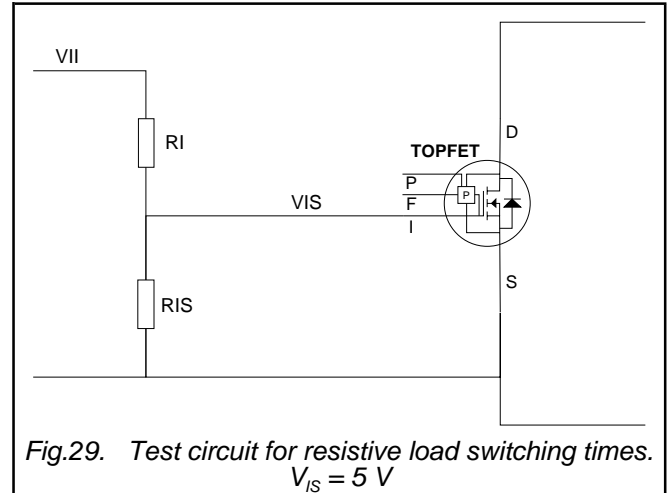 VII
RI
D
TOPFET
P
P
F
VIS
I
S
RIS
Fig.29. Test circuit for resistive load switching times.
VIS = 5 V